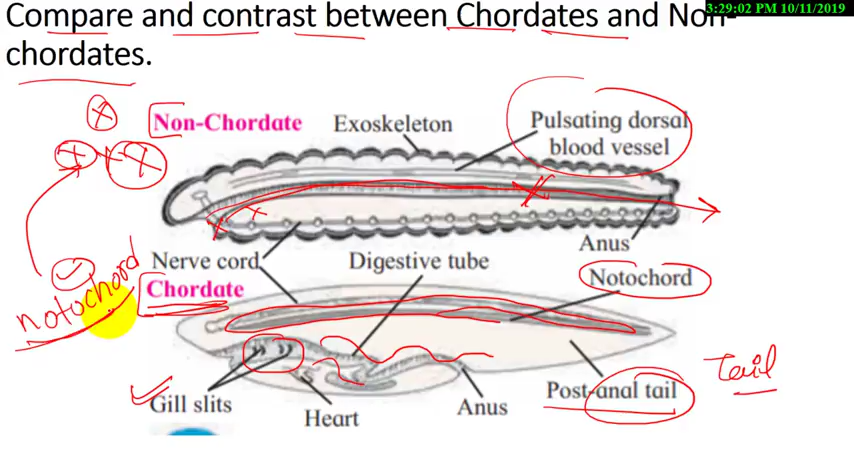 3:29:02 PM 10/11/2019
Compare and contrast between Chordates and Non-
chordates.
Non-Chordate
Exoskeleton
Pulsating dorsal
blood vessel
Anus
Nerve cord
Digestive tube
Notochord
notochord
Chordate
Tail
Post-anal tail
Gill slits
Heart
Anus